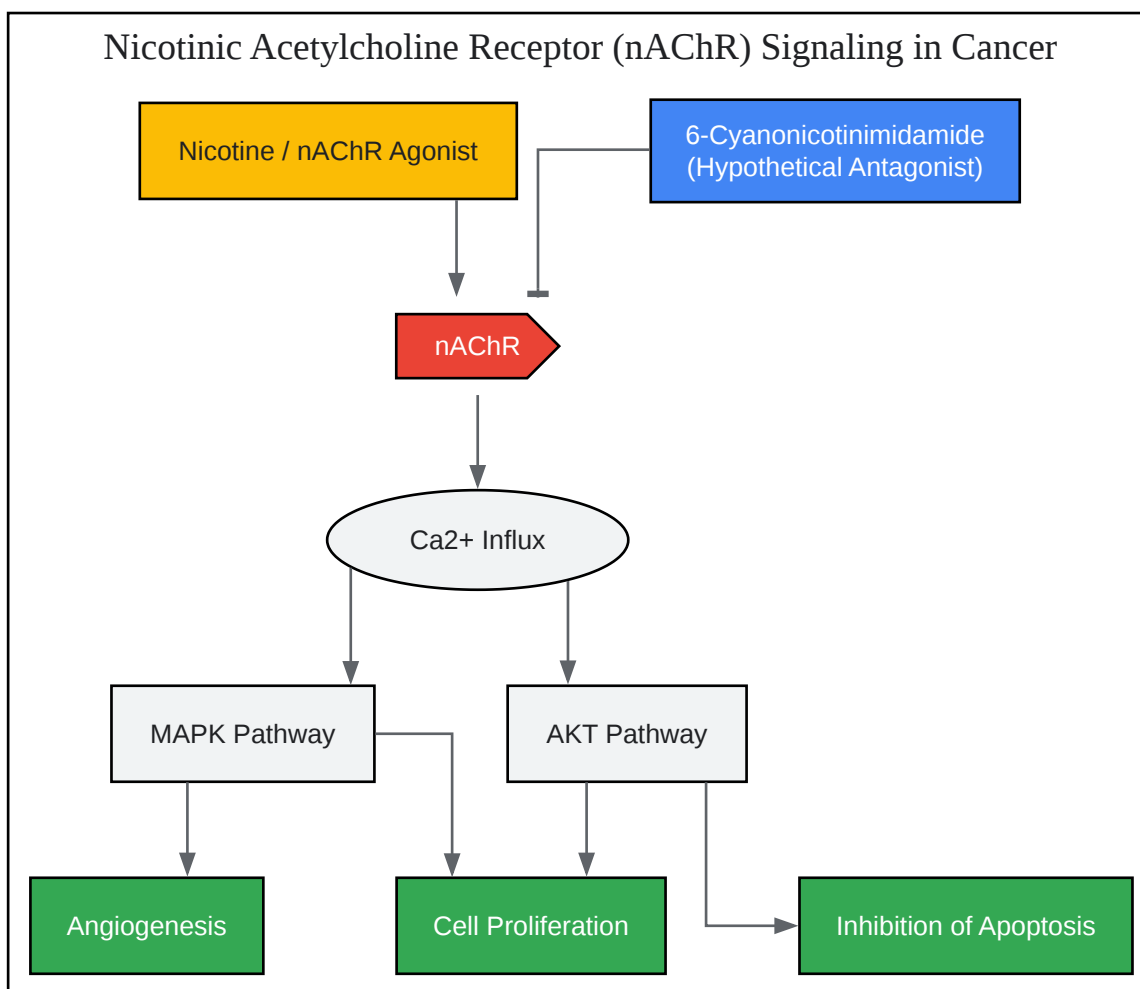 Nicotinic Acetylcholine Receptor (nAChR) Signaling in Cancer
Nicotine / nAChR Agonist
6-Cyanonicotinimidamide
(Hypothetical Antagonist)
nAChR
Ca2+ Influx
MAPK Pathway
AKT Pathway
Angiogenesis
Cell Proliferation
Inhibition of Apoptosis